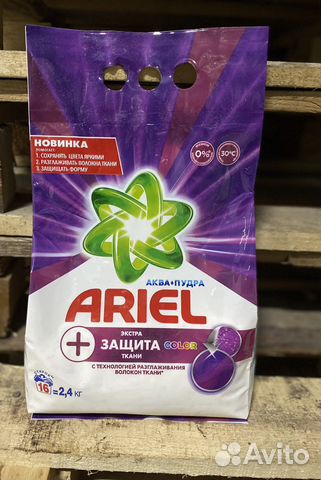 НОВИНКА
ПОМОГАЕТ:
1. СОХРАНЯТЬ ЦВЕТА ЯРКИМИ
2. РАЗГЛАЖИВАТЬ ВОЛОКНА ТКАНИ
3. ЗАЩИЩАТЬ ФОРМУ
0%
30°C
АКВА•ПУДРА
ARIEL
+
ЭКСТРА
ЗАЩИТА COLOR
ТКАНИ
С ТЕХНОЛОГИЕЙ РАЗГЛАЖИВАНИЯ
ВОЛОКОН ТКАНИ*
16 =2,4 КГ
Avito